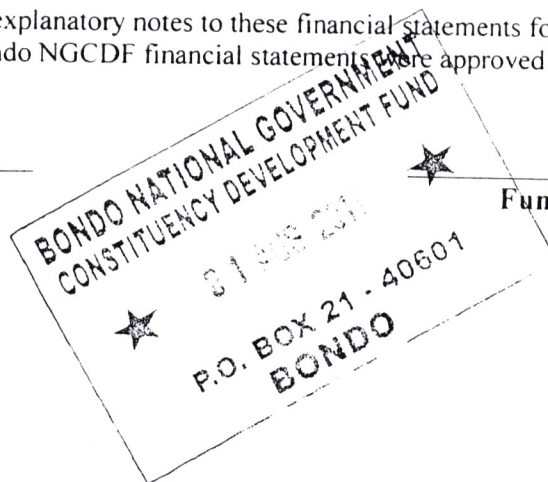 explanatory notes to these financial statements fo
ndo NGCDF financial statements were approved
Fun
BONDO NATIONAL GOVERNMENT
CONSTITUENCY DEVELOPMENT FUND
P.O. BOX 21 - 40601
BONDO